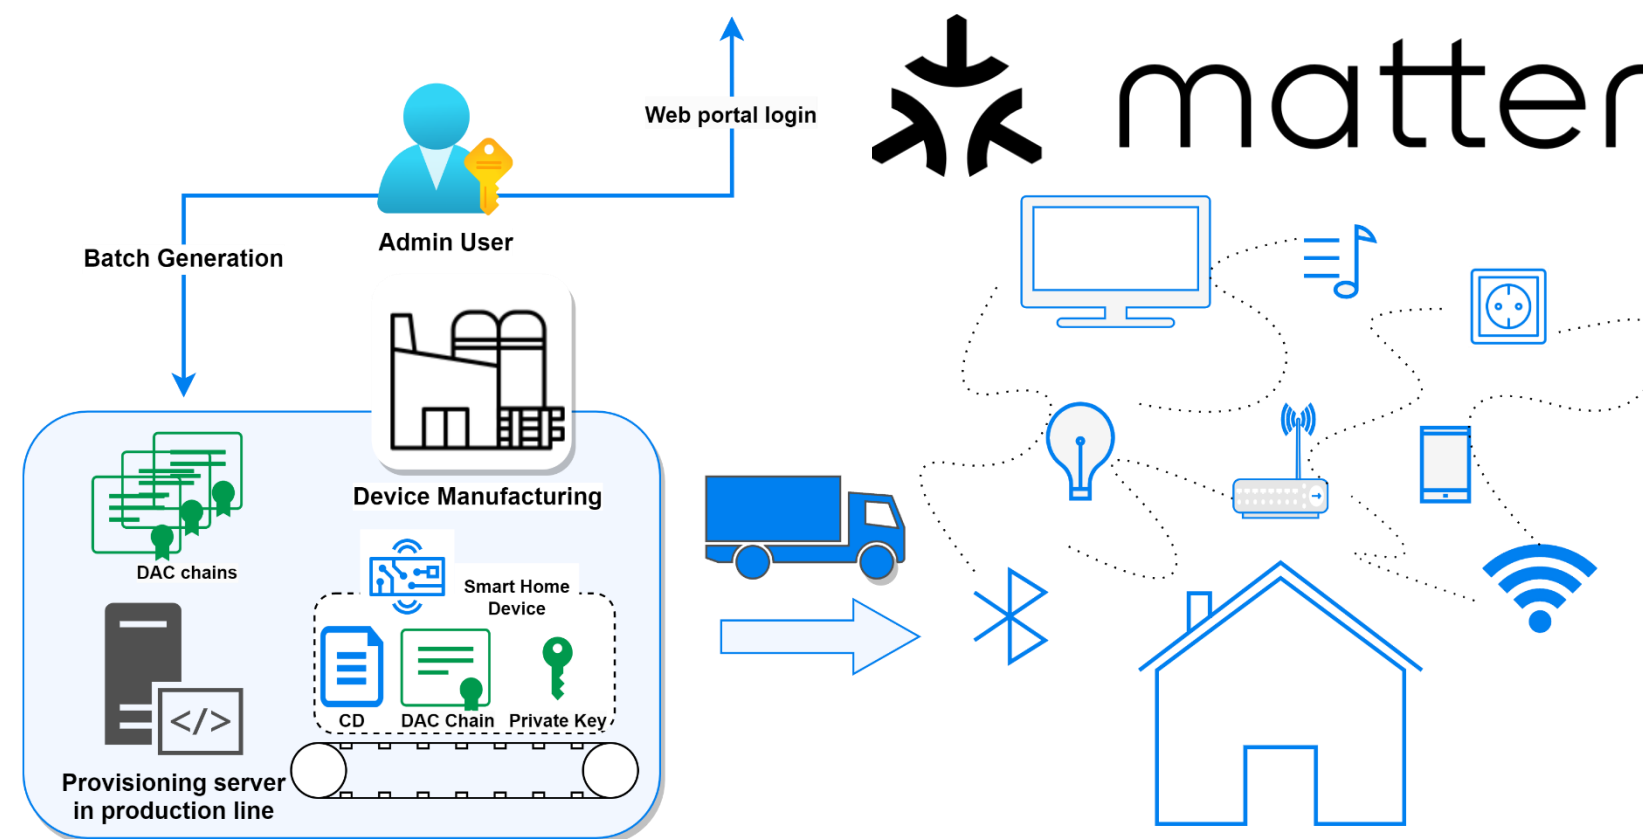 Web portal login
matter
Admin User
Batch Generation
Device Manufacturing
DAC chains
Smart Home
Device
CD
DAC Chain
Private Key
</>
Provisioning server
in production line